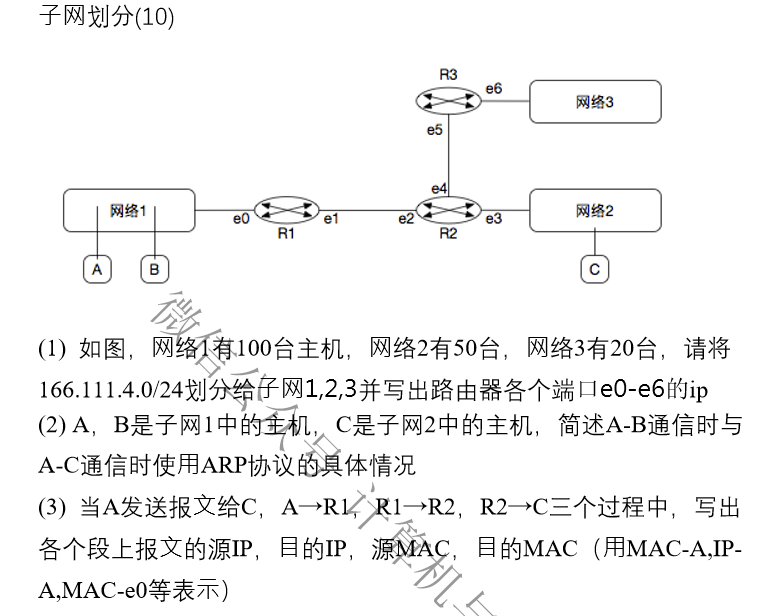 子网划分(10)
R3
e6
网络3
e5
e4
网络1
e0
R1
e1
e2
R2
e3
网络2
A
B
C
(1) 如图，网络1有100台主机，网络2有50台，网络3有20台，请将
166.111.4.0/24划分给子网1,2,3并写出路由器各个端口e0-e6的ip
(2) A，B是子网1中的主机，C是子网2中的主机，简述A-B通信时与
A-C通信时使用ARP协议的具体情况
(3) 当A发送报文给C，A→R1，R1→R2，R2→C三个过程中，写出
各个段上报文的源IP，目的IP，源MAC，目的MAC（用MAC-A,IP-
A,MAC-e0等表示）
微信公众号 计算机与